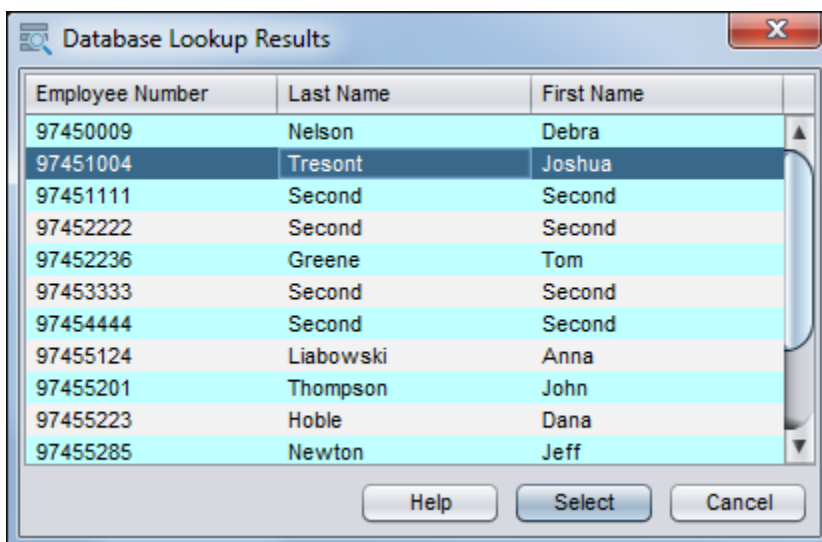 Database Lookup Results
Employee Number Last Name First Name
97450009 Nelson Debra
97451004 Tresont Joshua
97451111 Second Second
97452222 Second Second
97452236 Greene Tom
97453333 Second Second
97454444 Second Second
97455124 Liabowski Anna
97455201 Thompson John
97455223 Hoble Dana
97455285 Newton Jeff
Help Select Cancel